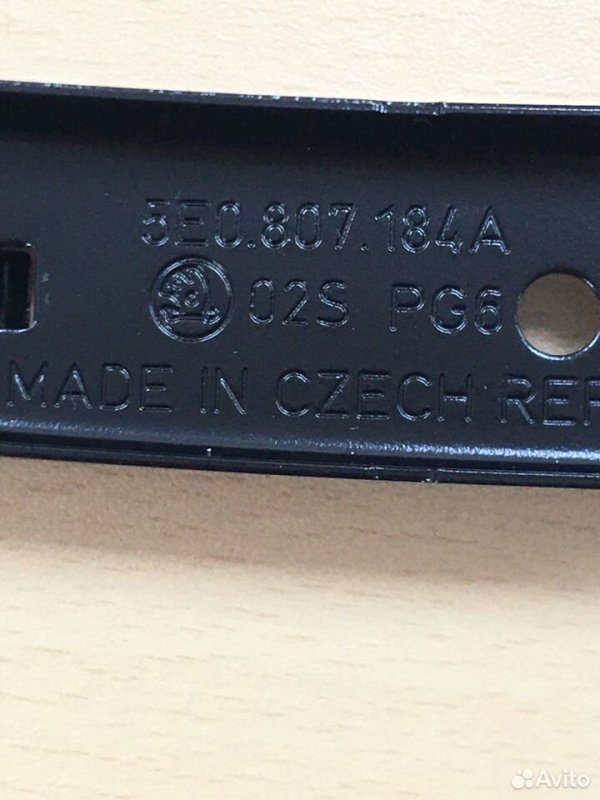 5E0.807.184A
02S PG6
MADE IN CZECH REP
Avito